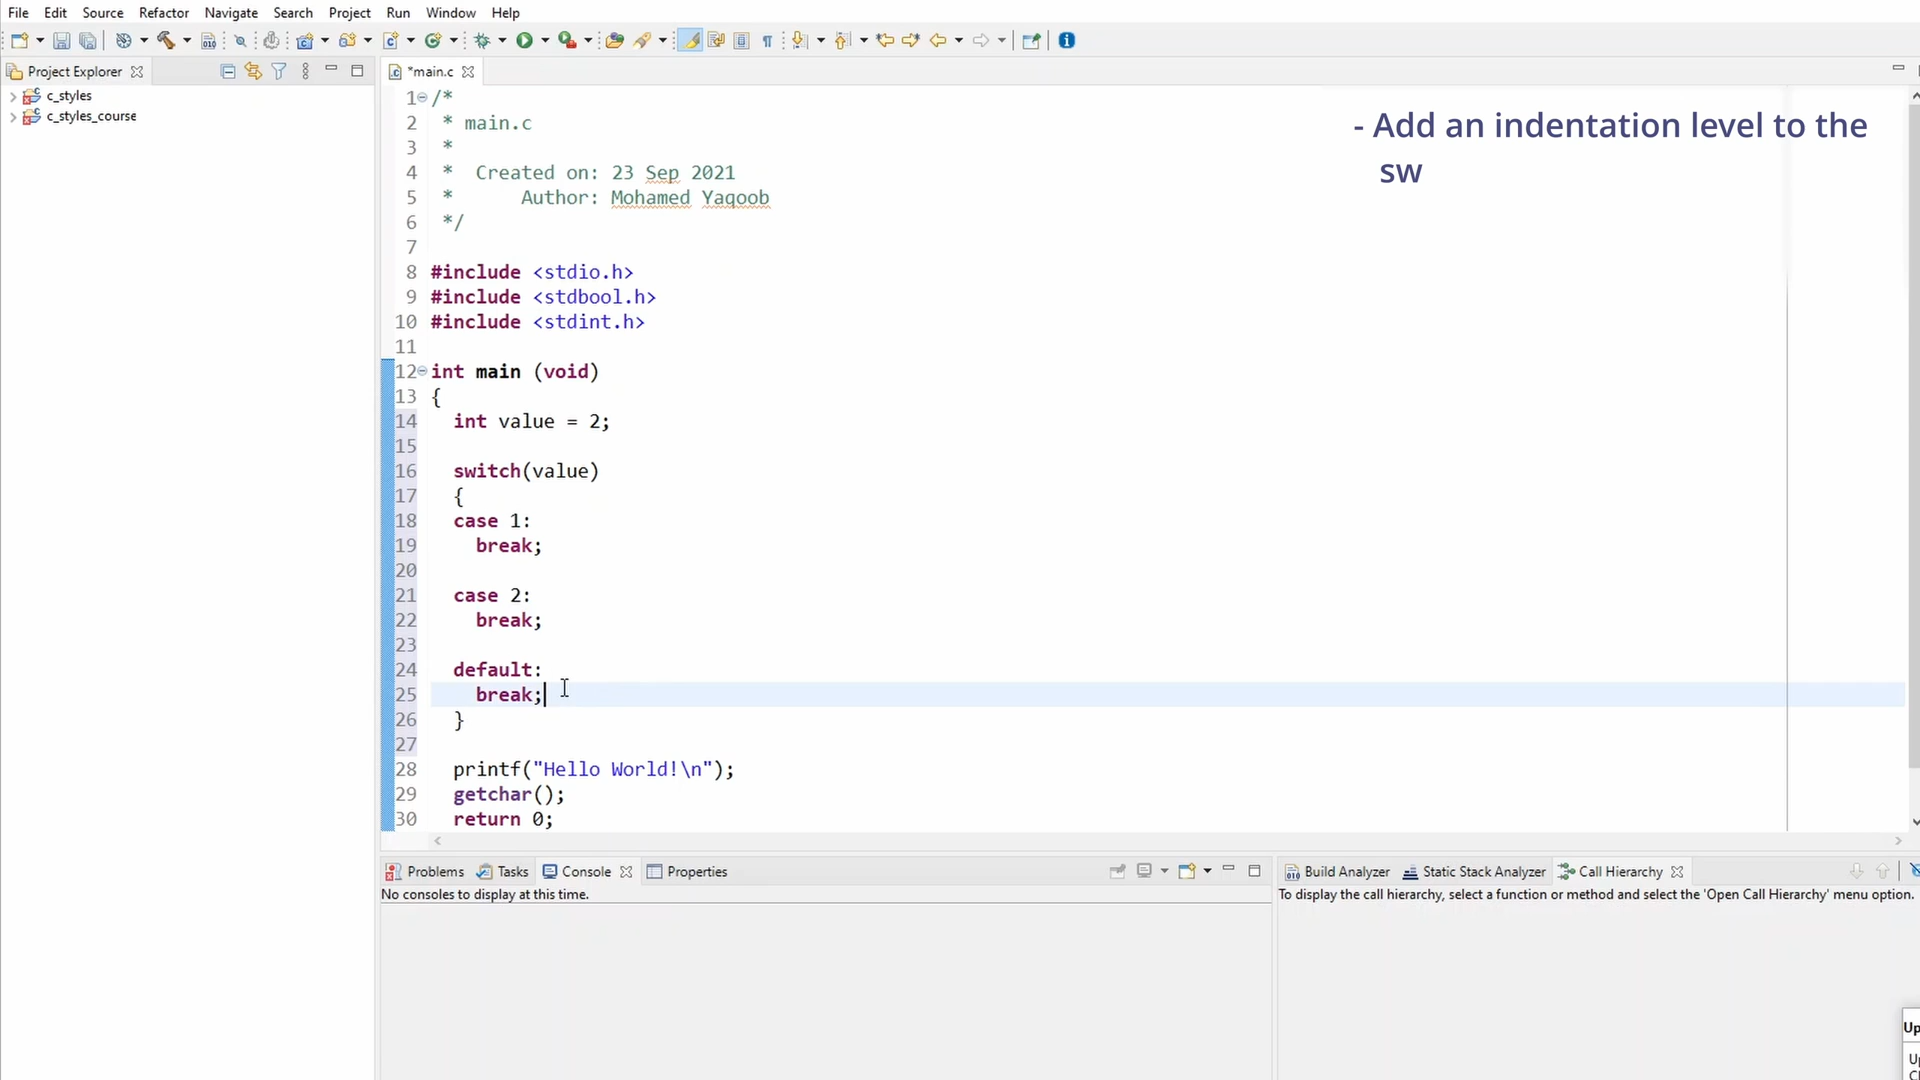 File Edit Source Refactor Navigate Search Project Run Window Help
Project Explorer
c_styles
c_styles_course
*main.c
1 /*
2 * main.c
3 *
4 * Created on: 23 Sep 2021
5 * Author: Mohamed Yaqoob
6 */
7
8 #include <stdio.h>
9 #include <stdbool.h>
10 #include <stdint.h>
11
12 int main (void)
13 {
14 int value = 2;
15
16 switch(value)
17 {
18 case 1:
19 break;
20
21 case 2:
22 break;
23
24 default:
25 break;
26 }
27
28 printf("Hello World!\n");
29 getchar();
30 return 0;
- Add an indentation level to the
sw
Problems Tasks Console Properties
No consoles to display at this time.
Build Analyzer Static Stack Analyzer Call Hierarchy
To display the call hierarchy, select a function or method and select the 'Open Call Hierarchy' menu option.
Up